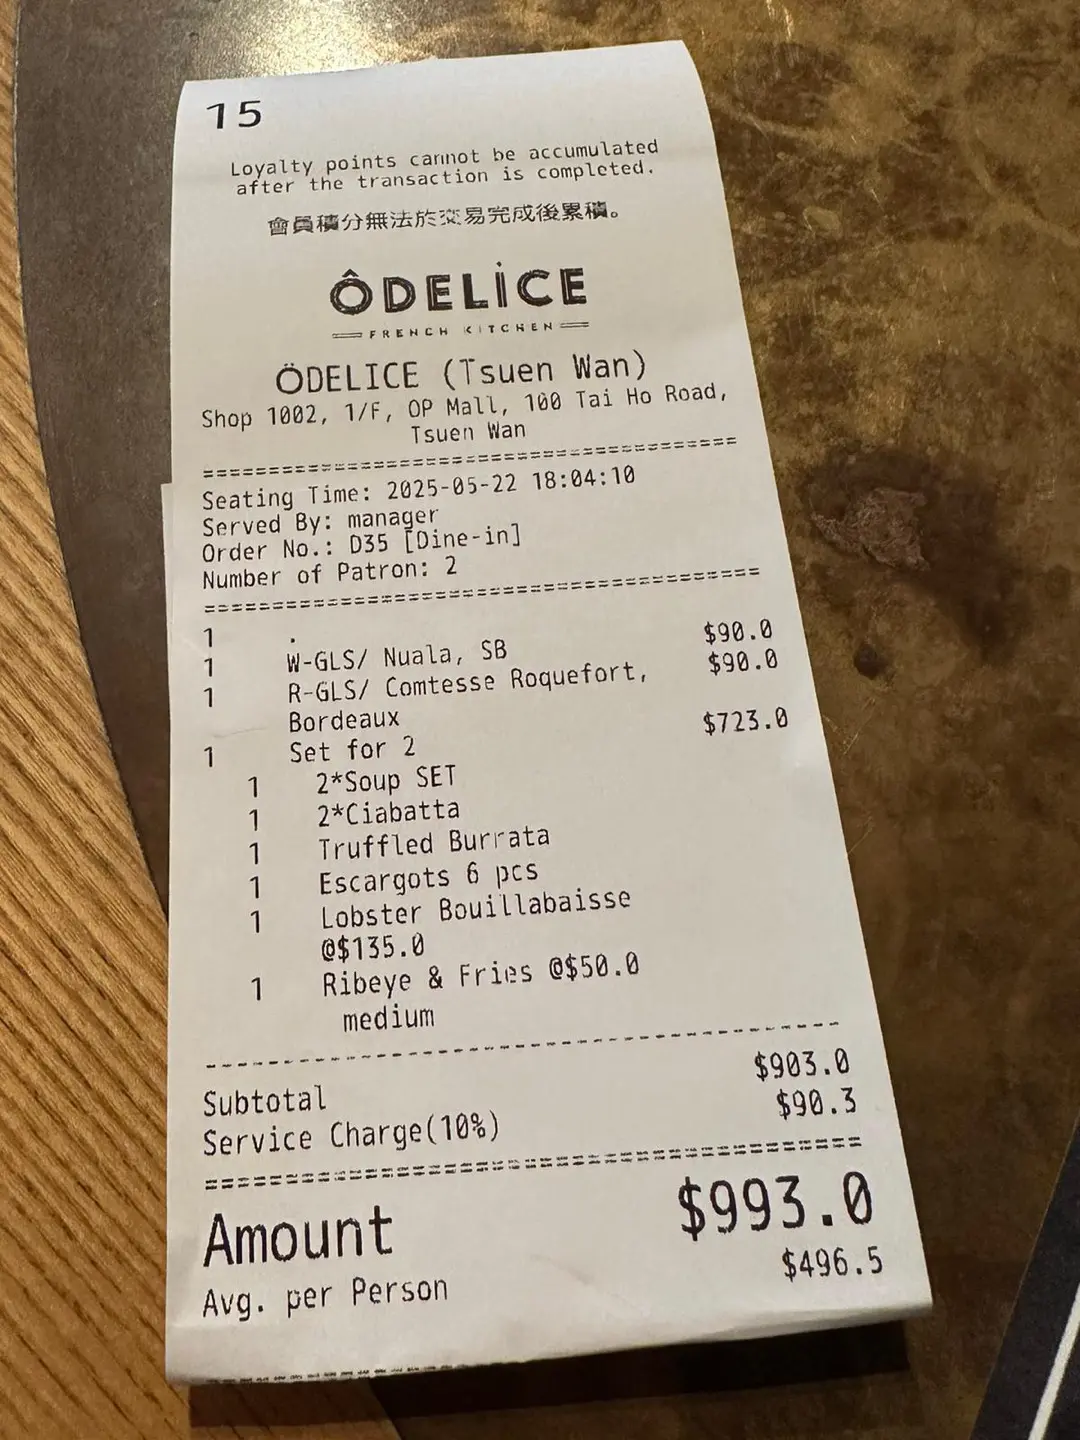 15
Loyalty points cannot be accumulated
after the transaction is completed.
會員積分無法於交易完成後累積。
ÔDELİCE
FRENCH KITCHEN
ÖDELICE (Tsuen Wan)
Shop 1002, 1/F, OP Mall, 100 Tai Ho Road,
Tsuen Wan
Seating Time: 2025-05-22 18:04:10
Served By: manager
Order No.: D35 [Dine-in]
Number of Patron: 2
1 .
1 W-GLS/ Nuala, SB $90.0
1 R-GLS/ Comtesse Roquefort, $90.0
Bordeaux
1 Set for 2 $723.0
1 2*Soup SET
1 2*Ciabatta
1 Truffled Burrata
1 Escargots 6 pcs
1 Lobster Bouillabaisse
@$135.0
1 Ribeye & Fries @$50.0
medium
Subtotal $903.0
Service Charge(10%) $90.3
Amount $993.0
Avg. per Person $496.5